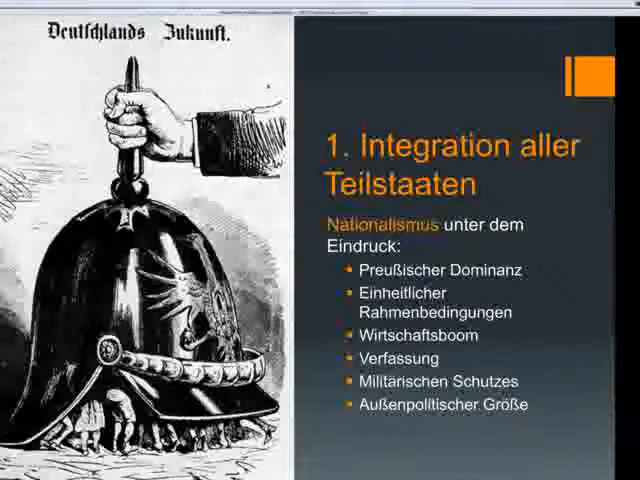 Deutschlands Zukunft.
1. Integration aller
Teilstaaten
Nationalismus unter dem
Eindruck:
Preußischer Dominanz
Einheitlicher
Rahmenbedingungen
Wirtschaftsboom
Verfassung
Militärischen Schutzes
Außenpolitischer Größe